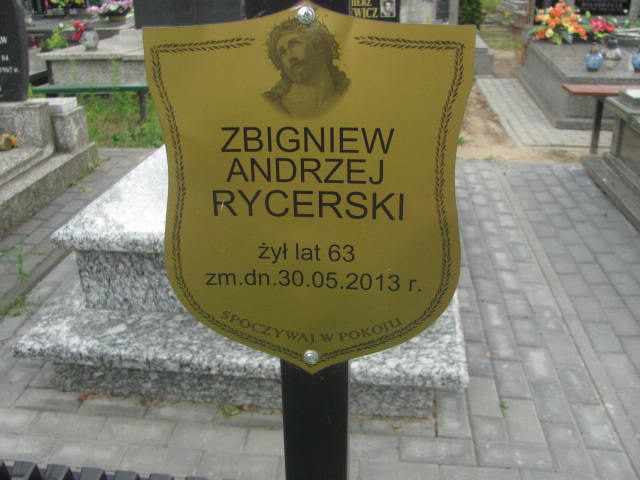 ZBIGNIEW
ANDRZEJ
RYCERSKI
żył lat 63
zm.dn.30.05.2013 r.
SPOCZYWAJ W POKOJU